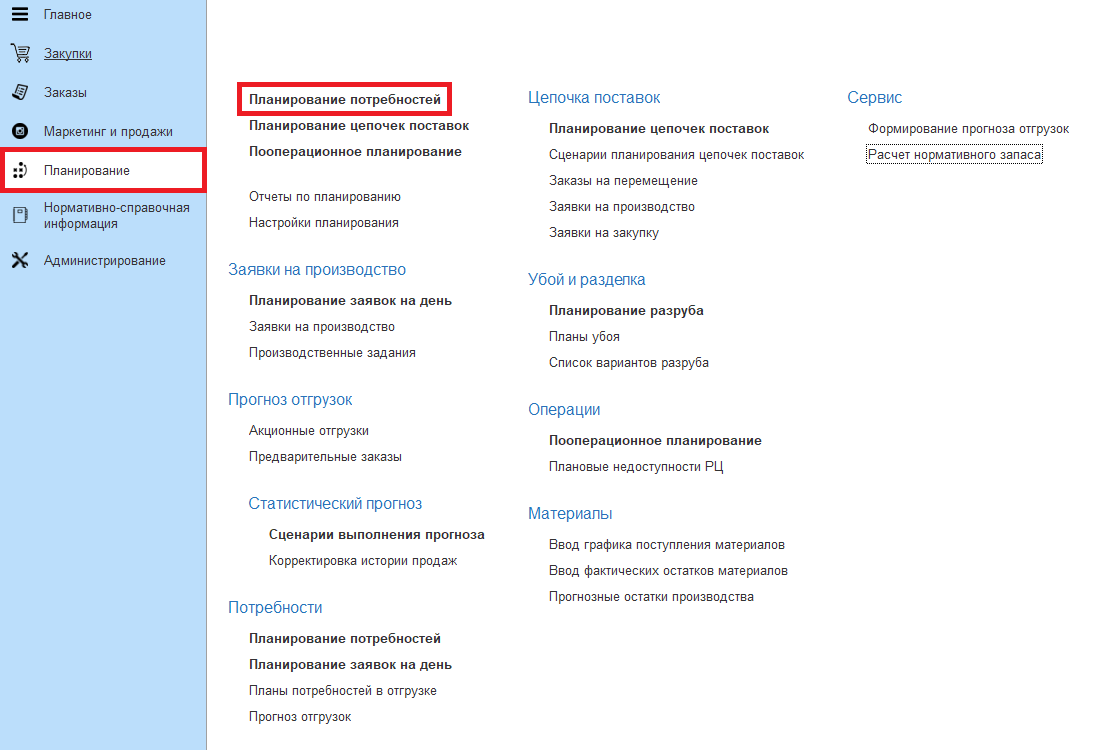 Главное
Закупки
Заказы
Маркетинг и продажи
Планирование
Нормативно-справочная
информация
Администрирование
Планирование потребностей
Планирование цепочек поставок
Пооперационное планирование
Отчеты по планированию
Настройки планирования
Заявки на производство
Планирование заявок на день
Заявки на производство
Производственные задания
Прогноз отгрузок
Акционные отгрузки
Предварительные заказы
Статистический прогноз
Сценарии выполнения прогноза
Корректировка истории продаж
Потребности
Планирование потребностей
Планирование заявок на день
Планы потребностей в отгрузке
Прогноз отгрузок
Цепочка поставок
Планирование цепочек поставок
Сценарии планирования цепочек поставок
Заказы на перемещение
Заявки на производство
Заявки на закупку
Убой и разделка
Планирование разруба
Планы убоя
Список вариантов разруба
Операции
Пооперационное планирование
Плановые недоступности РЦ
Материалы
Ввод графика поступления материалов
Ввод фактических остатков материалов
Прогнозные остатки производства
Сервис
Формирование прогноза отгрузок
Расчет нормативного запаса